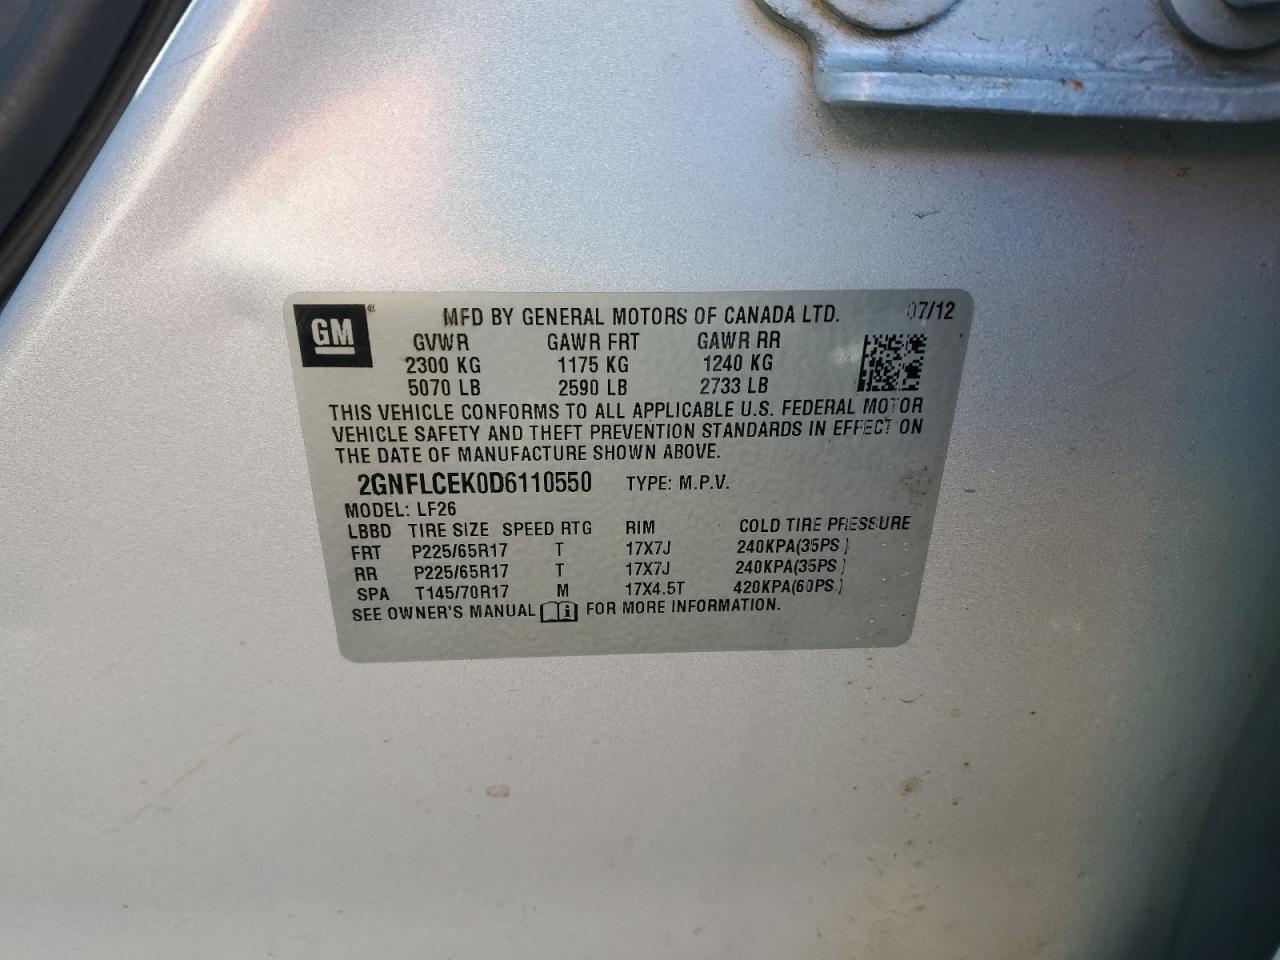 GM ® MFD BY GENERAL MOTORS OF CANADA LTD. 07/12
GVWR GAWR FRT GAWR RR
2300 KG 1175 KG 1240 KG
5070 LB 2590 LB 2733 LB
THIS VEHICLE CONFORMS TO ALL APPLICABLE U.S. FEDERAL MOTOR
VEHICLE SAFETY AND THEFT PREVENTION STANDARDS IN EFFECT ON
THE DATE OF MANUFACTURE SHOWN ABOVE.
2GNFLCEK0D6110550 TYPE: M.P.V.
MODEL: LF26
LBBD TIRE SIZE SPEED RTG RIM COLD TIRE PRESSURE
FRT P225/65R17 T 17X7J 240KPA(35PSI)
RR P225/65R17 T 17X7J 240KPA(35PSI)
SPA T145/70R17 M 17X4.5T 420KPA(60PSI)
SEE OWNER'S MANUAL i FOR MORE INFORMATION.